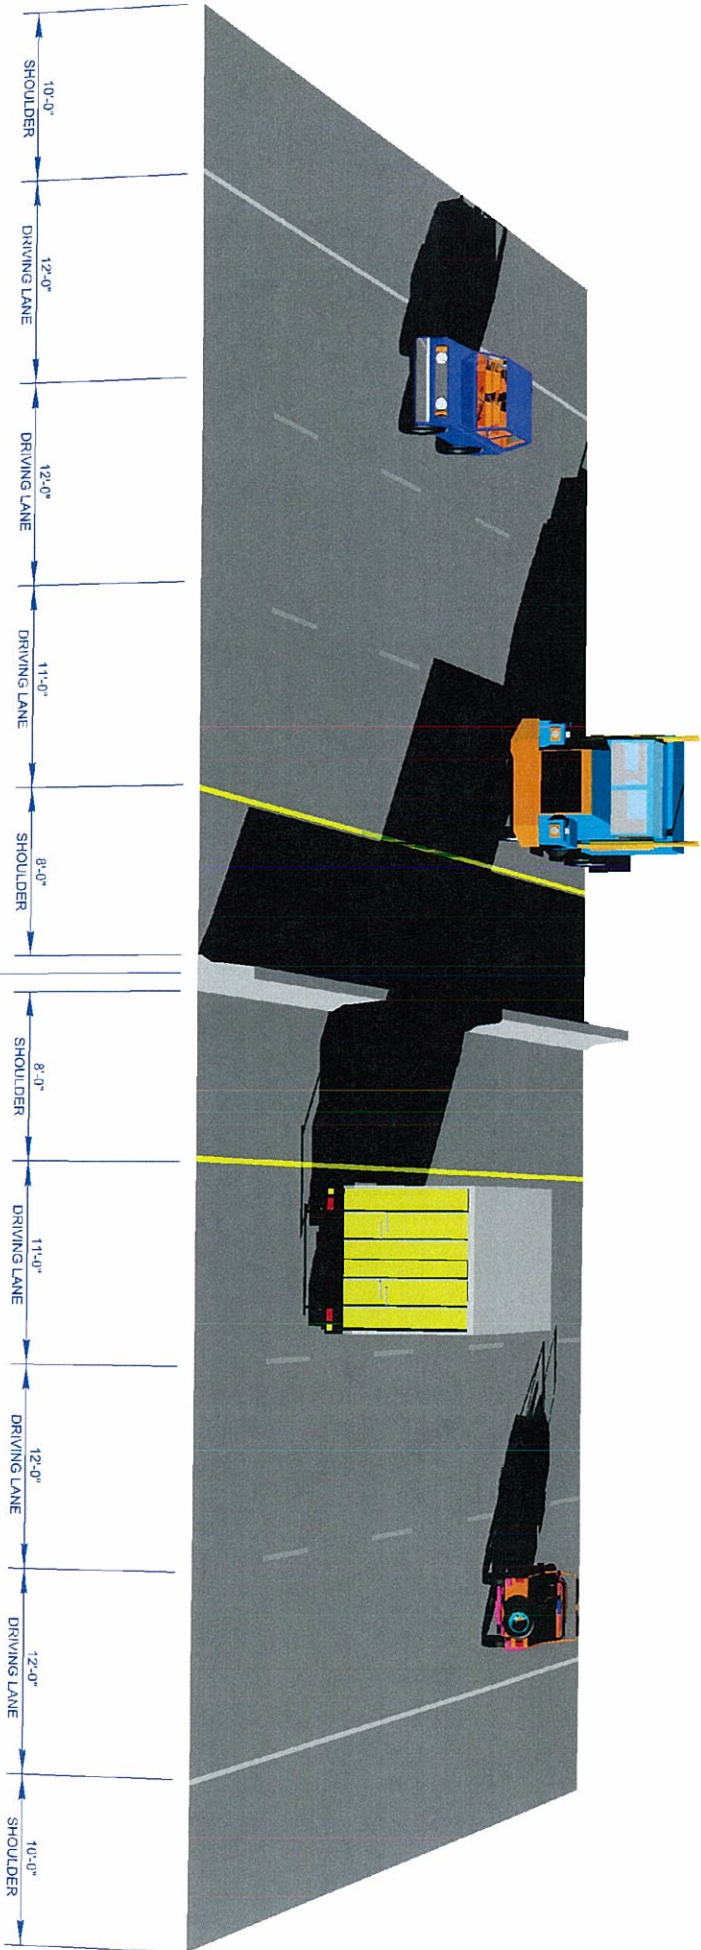 10'-0"
SHOULDER
12'-0"
DRIVING LANE
12'-0"
DRIVING LANE
11'-0"
DRIVING LANE
8'-0"
SHOULDER
8'-0"
SHOULDER
11'-0"
DRIVING LANE
12'-0"
DRIVING LANE
12'-0"
DRIVING LANE
10'-0"
SHOULDER